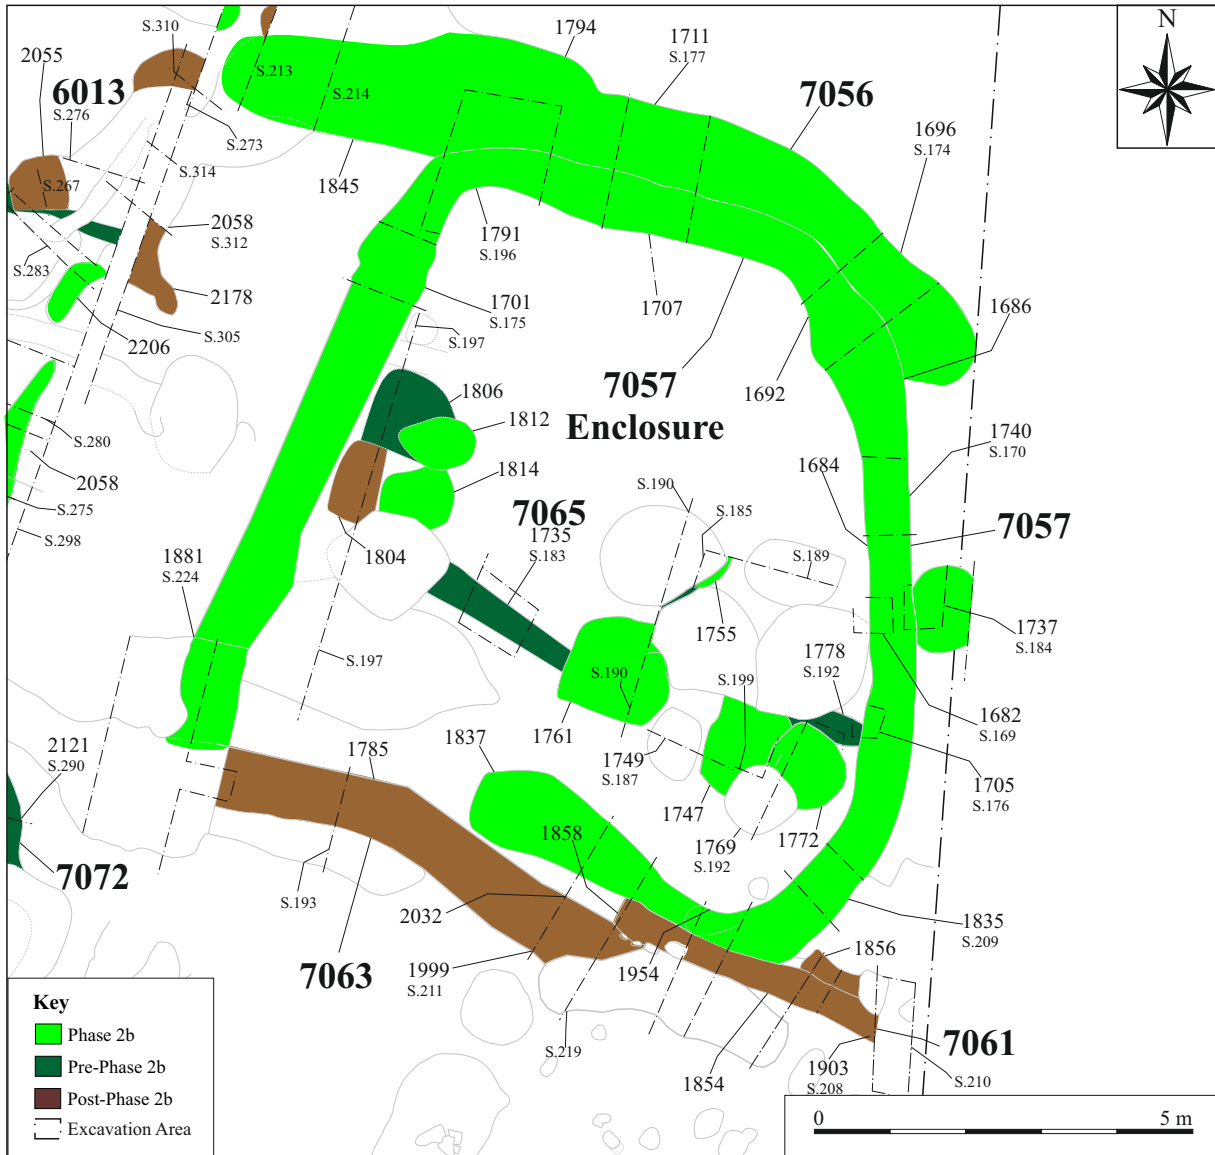 S.310
1794
1711
S.177
N
2055
6013
S.276
S.213
S.214
7056
1696
S.174
S.273
S.314
S.267
1845
2058
S.312
1791
S.196
S.283
2178
1701
S.175
1707
1686
S.305
S.197
2206
7057
Enclosure
1692
1806
1812
S.280
1740
S.170
2058
1814
1684
S.190
S.275
7065
S.185
7057
S.298
1735
S.183
S.189
1804
1881
S.224
1755
1737
S.184
1778
S.192
S.197
S.190
S.199
1682
S.169
2121
S.290
1785
1837
1761
1749
S.187
1747
1705
S.176
1858
1769
S.192
1772
7072
S.193
2032
1835
S.209
1856
7063
1999
S.211
1954
Key
Phase 2b
Pre-Phase 2b
Post-Phase 2b
Excavation Area
S.219
7061
1854
1903
S.208
S.210
0 5 m